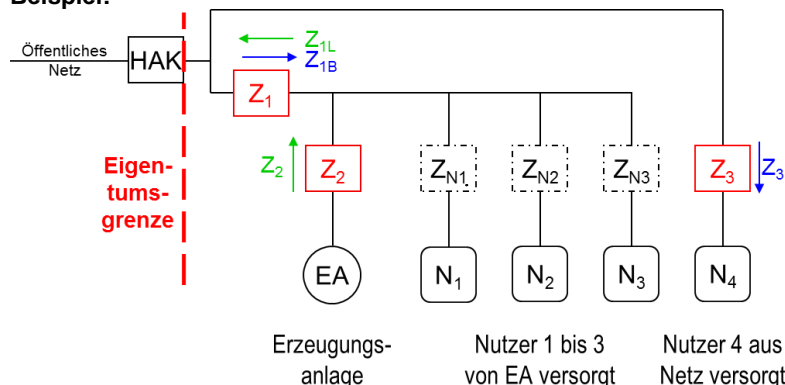 Beispiel:
Öffentliches
Netz
HAK
Z1L
Z1B
Z1
Eigen-
tums-
grenze
Z2
Z2
ZN1
ZN2
ZN3
Z3
Z3
EA
N1
N2
N3
N4
Erzeugungs-
anlage
Nutzer 1 bis 3
von EA versorgt
Nutzer 4 aus
Netz versorgt